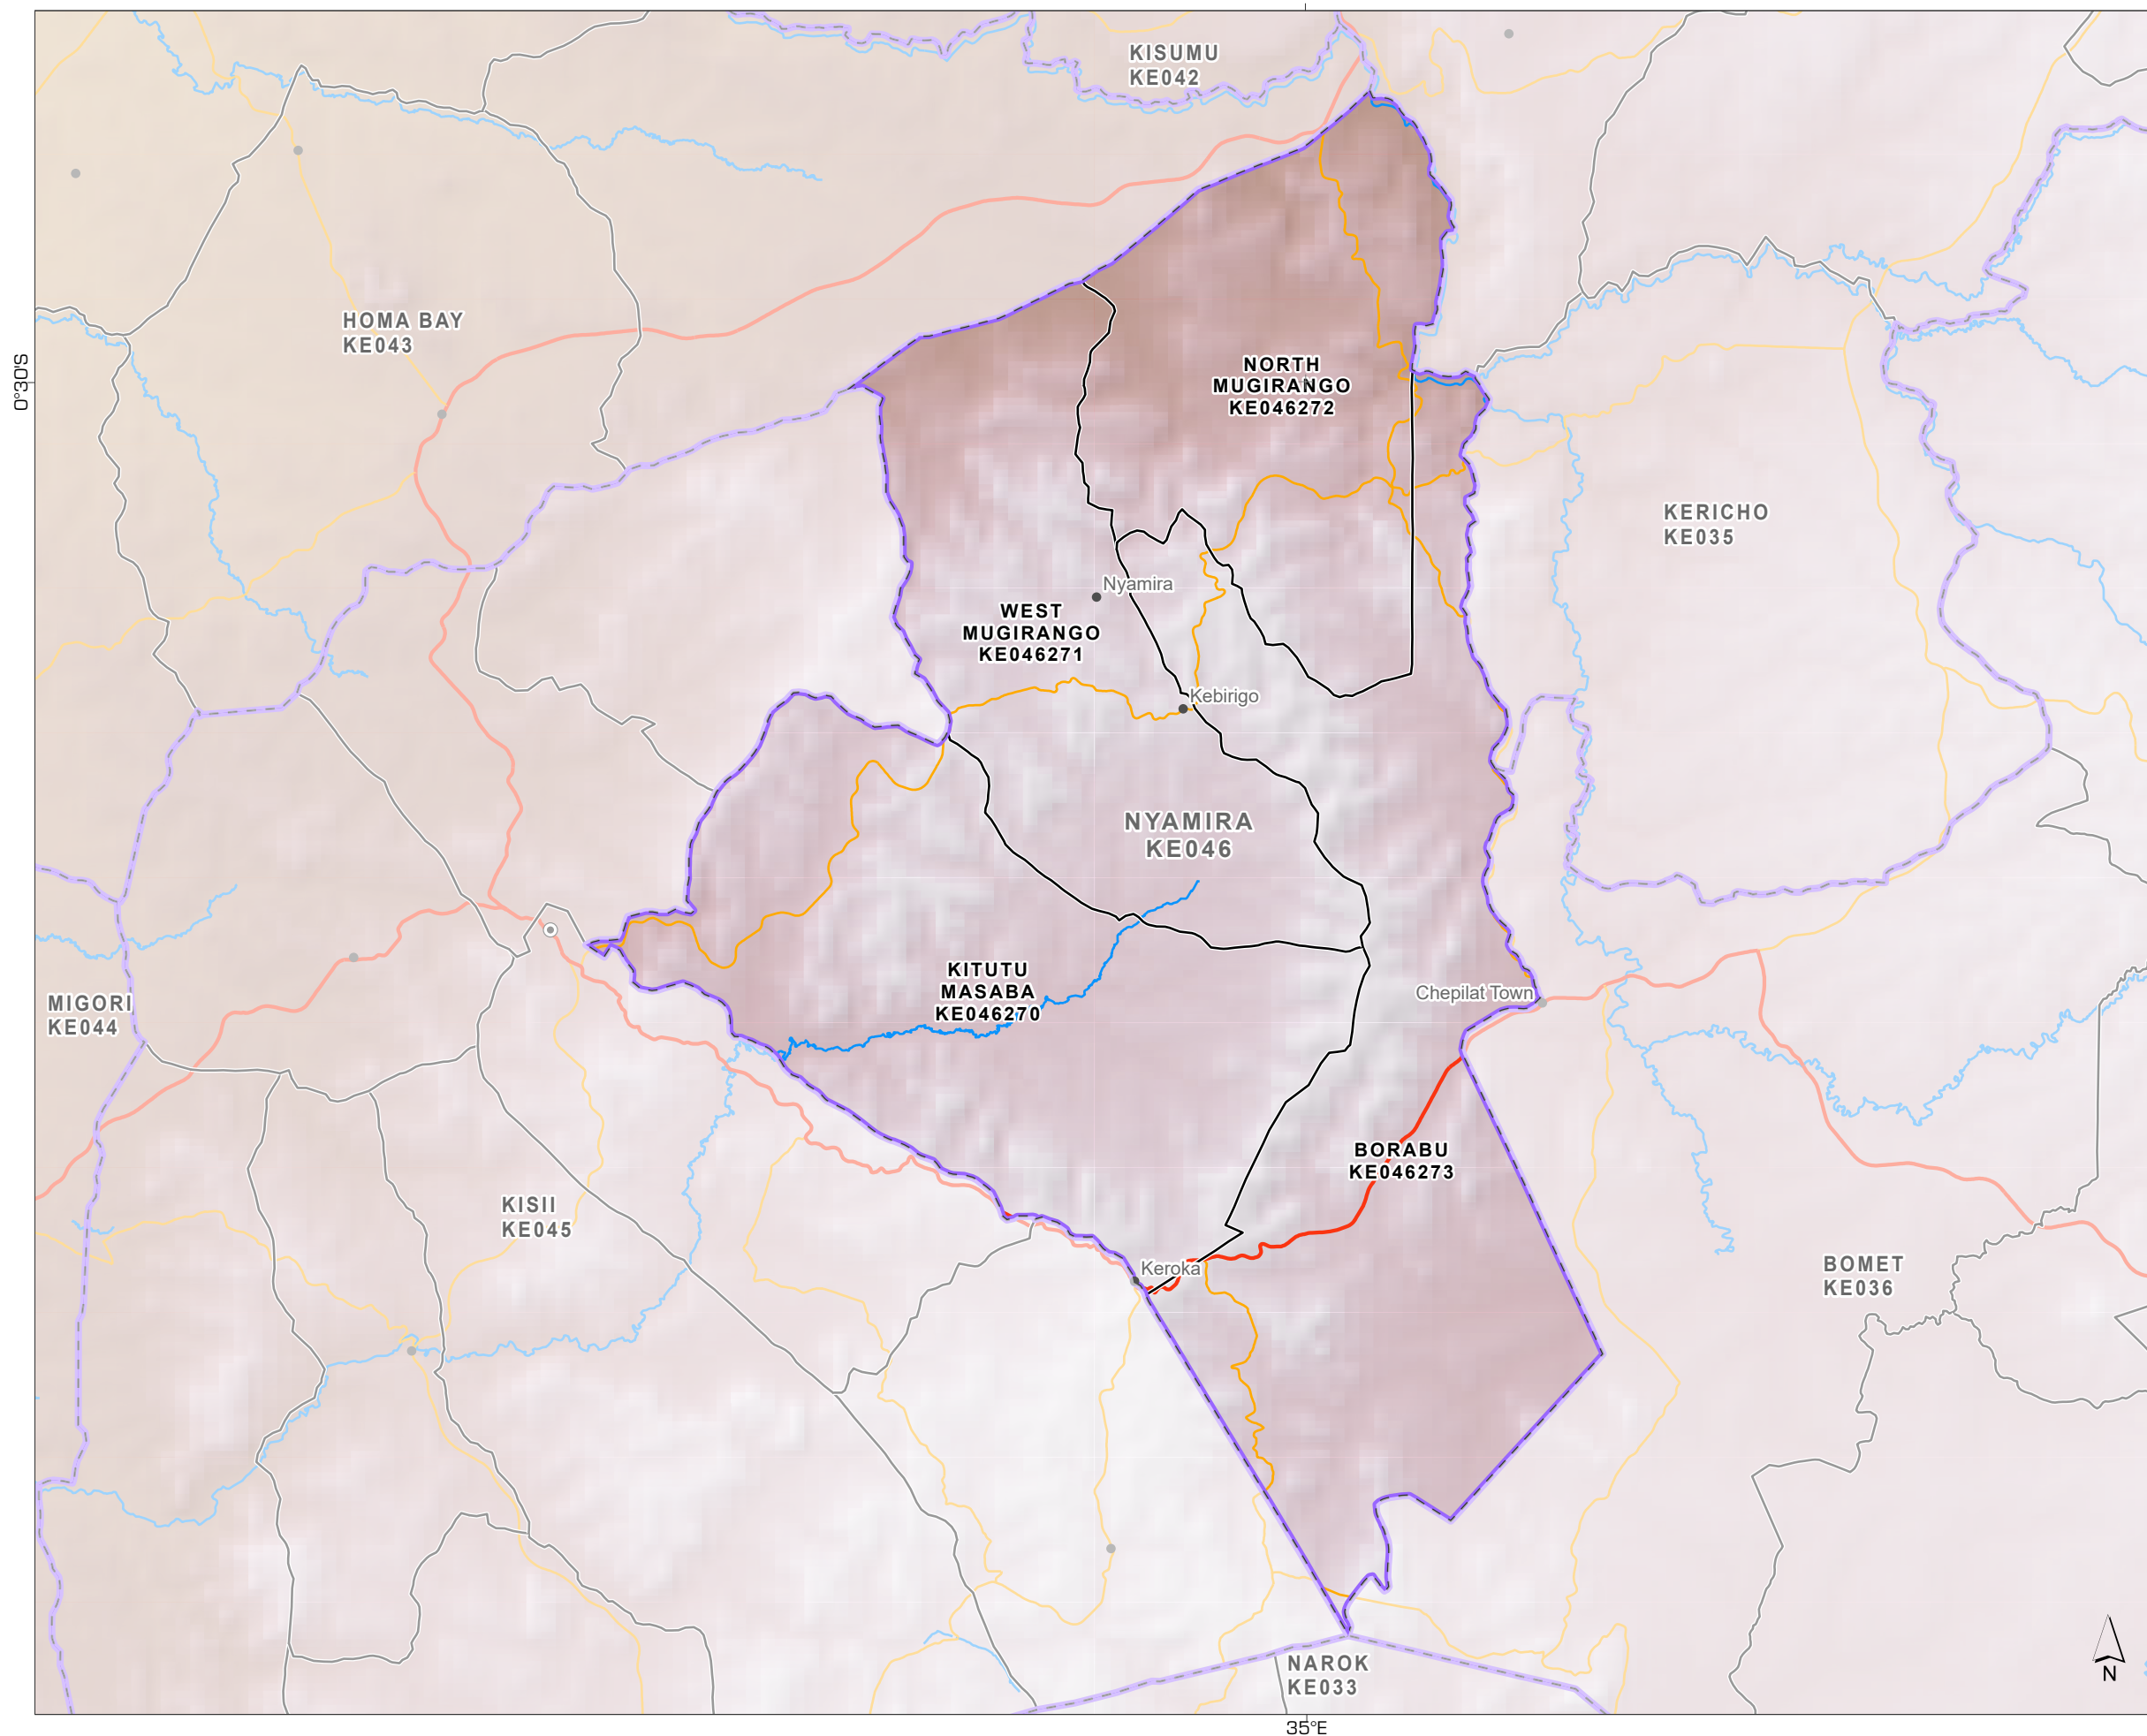 KISUMU
KE042
HOMA BAY
KE043
NORTH
MUGIRANGO
KE046272
0°30'S
KERICHO
KE035
Nyamira
WEST
MUGIRANGO
KE046271
Kebirigo
NYAMIRA
KE046
KITUTU
MASABA
KE046270
Chepilat Town
MIGORI
KE044
BORABU
KE046273
KISII
KE045
Keroka
BOMET
KE036
NAROK
KE033
N
35°E